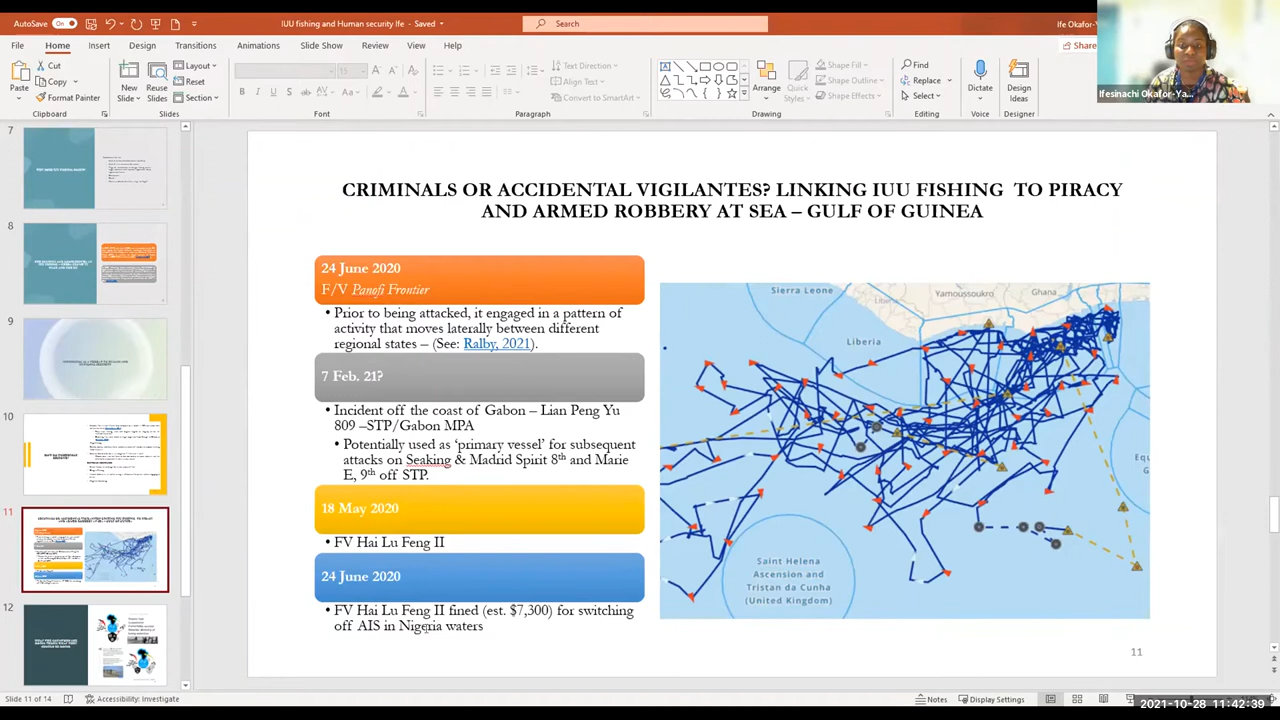 AutoSave
On
IUU fishing and Human security Ife - Saved
Search
Ife Okafor-Ya
File
Home
Insert
Design
Transitions
Animations
Slide Show
Review
View
Help
Share
Paste
Cut
Copy
Format Painter
Clipboard
New
Slide
Reuse
Slides
Layout
Reset
Section
Slides
Font
Text Direction
Align Text
Convert to SmartArt
Paragraph
Arrange
Quick
Styles
Shape Fill
Shape Outline
Shape Effects
Drawing
Find
Replace
Select
Editing
Dictate
Voice
Design
Ideas
Designer
Ifesinachi Okafor-Ya...
7
8
9
10
11
12
CRIMINALS OR ACCIDENTAL VIGILANTES? LINKING IUU FISHING TO PIRACY
AND ARMED ROBBERY AT SEA – GULF OF GUINEA
24 June 2020
F/V Panofi Frontier
• Prior to being attacked, it engaged in a pattern of
activity that moves laterally between different
regional states – (See: Ralby, 2021).
7 Feb. 21?
• Incident off the coast of Gabon – Lian Peng Yu
809 –STP/Gabon MPA
• Potentially used as 'primary vessel' for subsequent
attacks on Seaking & Madrid Spirit 8th and Marie
E, 9th off STP.
18 May 2020
• FV Hai Lu Feng II
24 June 2020
• FV Hai Lu Feng II fined (est. $7,300) for switching
off AIS in Nigeria waters
Sierra Leone
Liberia
Yamoussoukro
Ghana
Liberia
Equ
G
Saint Helena
Ascension and
Tristan da Cunha
(United Kingdom)
11
Slide 11 of 14
Accessibility: Investigate
Notes
Display Settings
2021-10-28 11:42:39